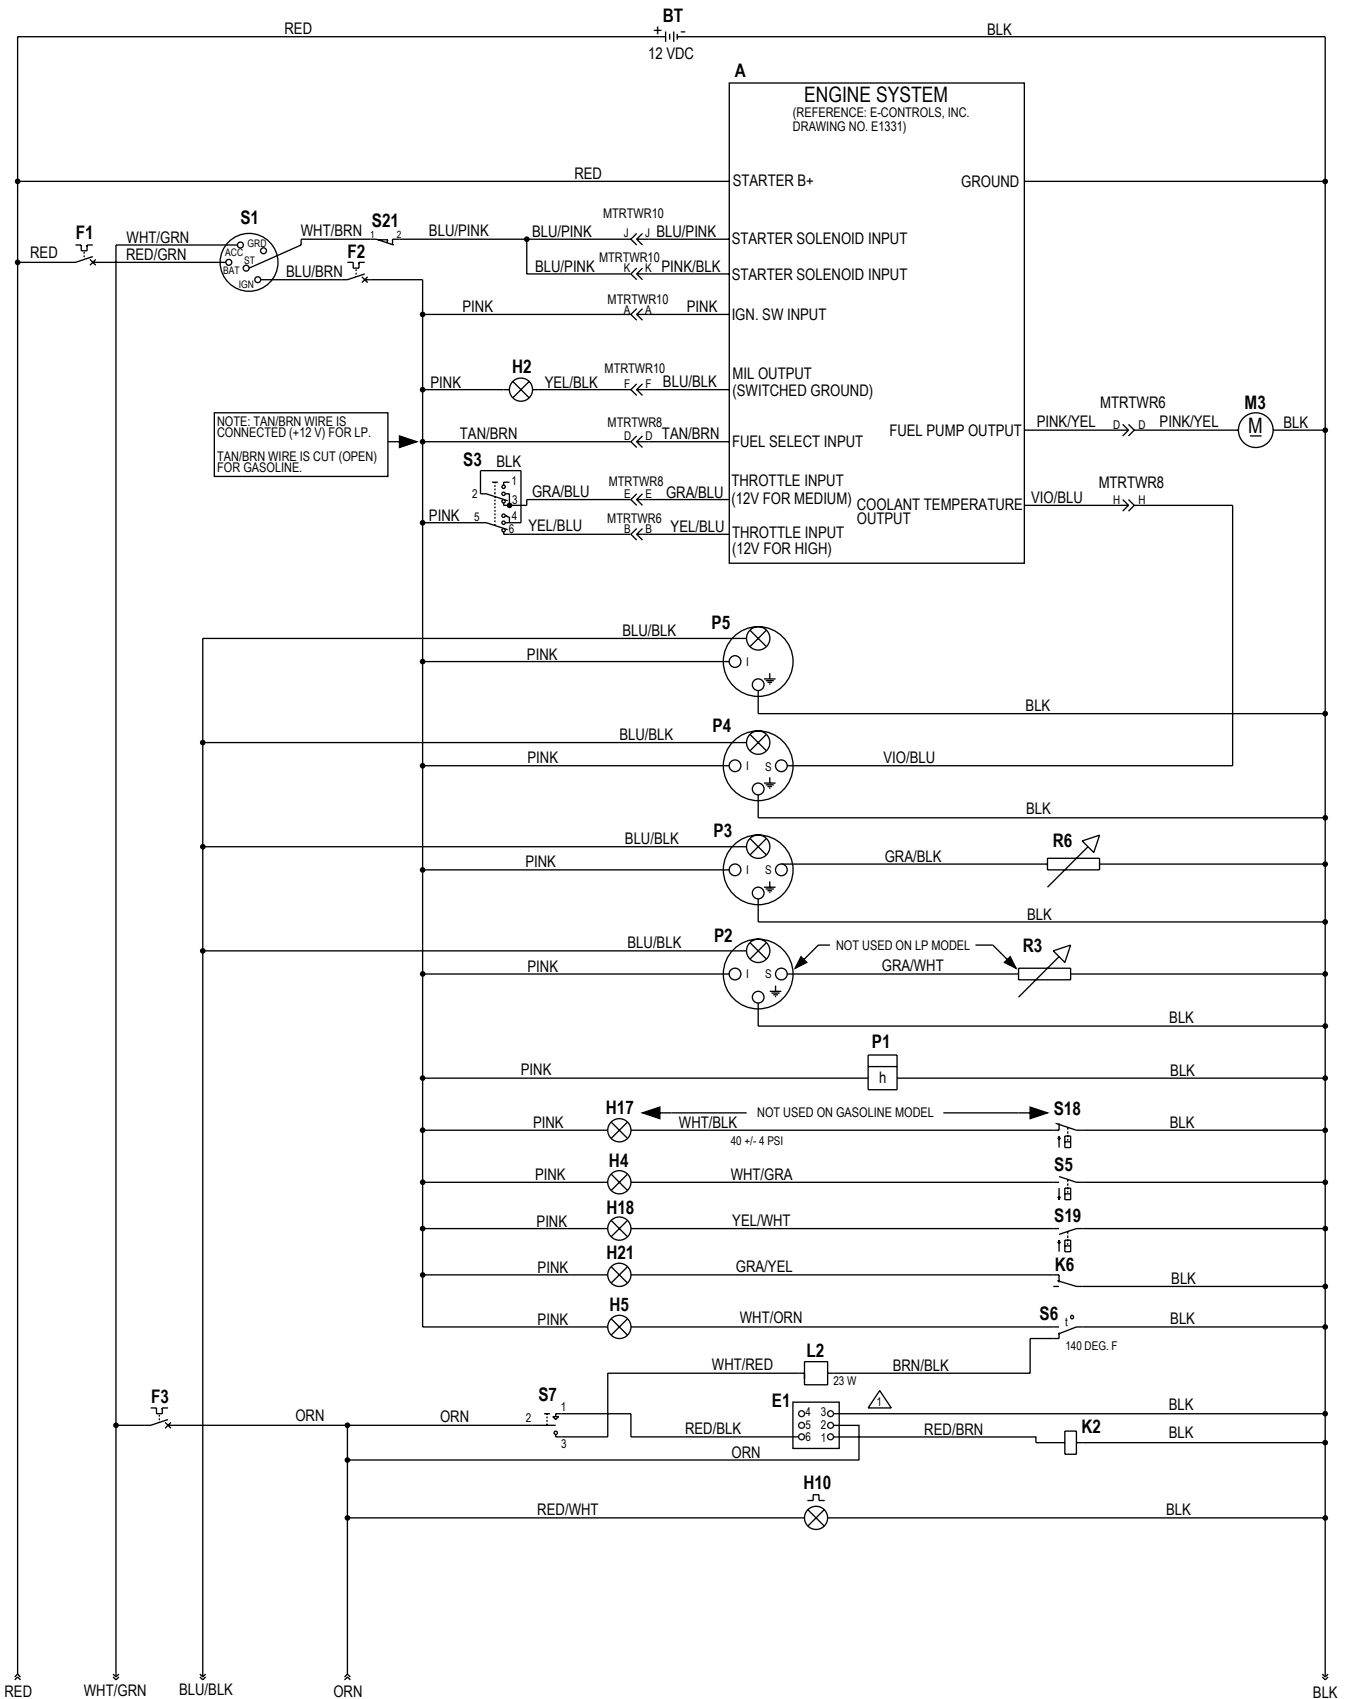 BT
RED
+
-
BLK
12 VDC
A
ENGINE SYSTEM
(REFERENCE: E-CONTROLS, INC.
DRAWING NO. E1331)
RED
STARTER B+
GROUND
F1
S1
S21
MTRTWR10
WHT/GRN
GRD
WHT/BRN
1
2
BLU/PINK
BLU/PINK
J
J
BLU/PINK
STARTER SOLENOID INPUT
RED
RED/GRN
ACC
ST
BAT
IGN
F2
BLU/BRN
MTRTWR10
BLU/PINK
K
K
PINK/BLK
STARTER SOLENOID INPUT
MTRTWR10
PINK
A
A
PINK
IGN. SW INPUT
H2
MTRTWR10
MIL OUTPUT
(SWITCHED GROUND)
PINK
YEL/BLK
F
F
BLU/BLK
NOTE: TAN/BRN WIRE IS
CONNECTED (+12 V) FOR LP.
TAN/BRN WIRE IS CUT (OPEN)
FOR GASOLINE.
MTRTWR8
TAN/BRN
D
D
TAN/BRN
FUEL SELECT INPUT
FUEL PUMP OUTPUT
PINK/YEL
MTRTWR6
D
D
PINK/YEL
M3
M
BLK
S3
BLK
1
2
3
GRA/BLU
MTRTWR8
E
E
GRA/BLU
THROTTLE INPUT
(12V FOR MEDIUM)
COOLANT TEMPERATURE
OUTPUT
VIO/BLU
MTRTWR8
H
H
PINK
5
4
6
YEL/BLU
MTRTWR6
B
B
YEL/BLU
THROTTLE INPUT
(12V FOR HIGH)
P5
BLU/BLK
PINK
I
BLK
P4
BLU/BLK
PINK
I
S
VIO/BLU
BLK
P3
BLU/BLK
PINK
I
S
GRA/BLK
R6
BLK
P2
BLU/BLK
NOT USED ON LP MODEL
R3
PINK
I
S
GRA/WHT
BLK
P1
PINK
h
BLK
H17
NOT USED ON GASOLINE MODEL
S18
PINK
WHT/BLK
40 +/- 4 PSI
BLK
H4
S5
PINK
WHT/GRA
H18
S19
PINK
YEL/WHT
H21
K6
PINK
GRA/YEL
BLK
H5
S6
PINK
WHT/ORN
t°
BLK
140 DEG. F
L2
WHT/RED
23 W
BRN/BLK
F3
ORN
ORN
S7
1
2
3
RED/BLK
E1
4 3
5 2
6 1
1
BLK
RED/BRN
K2
BLK
ORN
H10
RED/WHT
BLK
RED
WHT/GRN
BLU/BLK
ORN
BLK